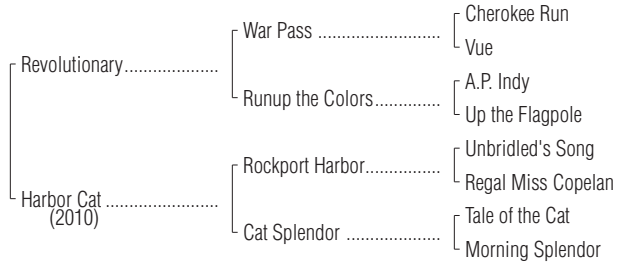 Cherokee Run
War Pass ..........................
Vue
Revolutionary....................
A.P. Indy
Runup the Colors..............
Up the Flagpole
Unbridled's Song
Rockport Harbor................
Regal Miss Copelan
Harbor Cat ........................
(2010)
Tale of the Cat
Cat Splendor ....................
Morning Splendor